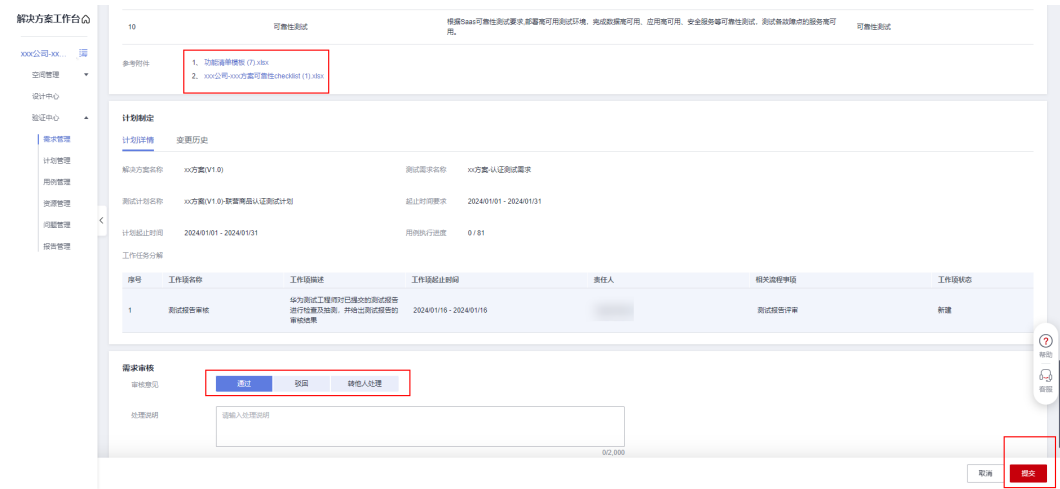 解决方案工作台
xxx公司-xx...
空间管理
设计中心
验证中心
需求管理
计划管理
用例管理
资源管理
问题管理
报告管理
10 可靠性测试 根据Saas可靠性测试要求,部署高可用测试环境，完成数据高可用、应用高可用、安全服务等可靠性测试，测试各故障点的服务高可用。 可靠性测试
参考附件
1、 功能清单模板 (7).xlsx
2、 xxx公司-xxx方案可靠性checklist (1).xlsx
计划制定
计划详情 变更历史
解决方案名称 xx方案(V1.0) 测试需求名称 xx方案-认证测试需求
测试计划名称 xx方案(V1.0)-联营商品认证测试计划 起止时间要求 2024/01/01 - 2024/01/31
计划起止时间 2024/01/01 - 2024/01/31 用例执行进度 0 / 81
工作任务分解
序号 工作项名称 工作项描述 工作项起止时间 责任人 相关流程事项 工作项状态
1 测试报告审核 华为测试工程师对已提交的测试报告进行检查及抽测，并给出测试报告的审核结果 2024/01/16 - 2024/01/16 测试报告评审 新建
需求审核
审核意见 通过 驳回 转他人处理
处理说明 请输入处理说明
0/2,000
帮助
客服
取消 提交